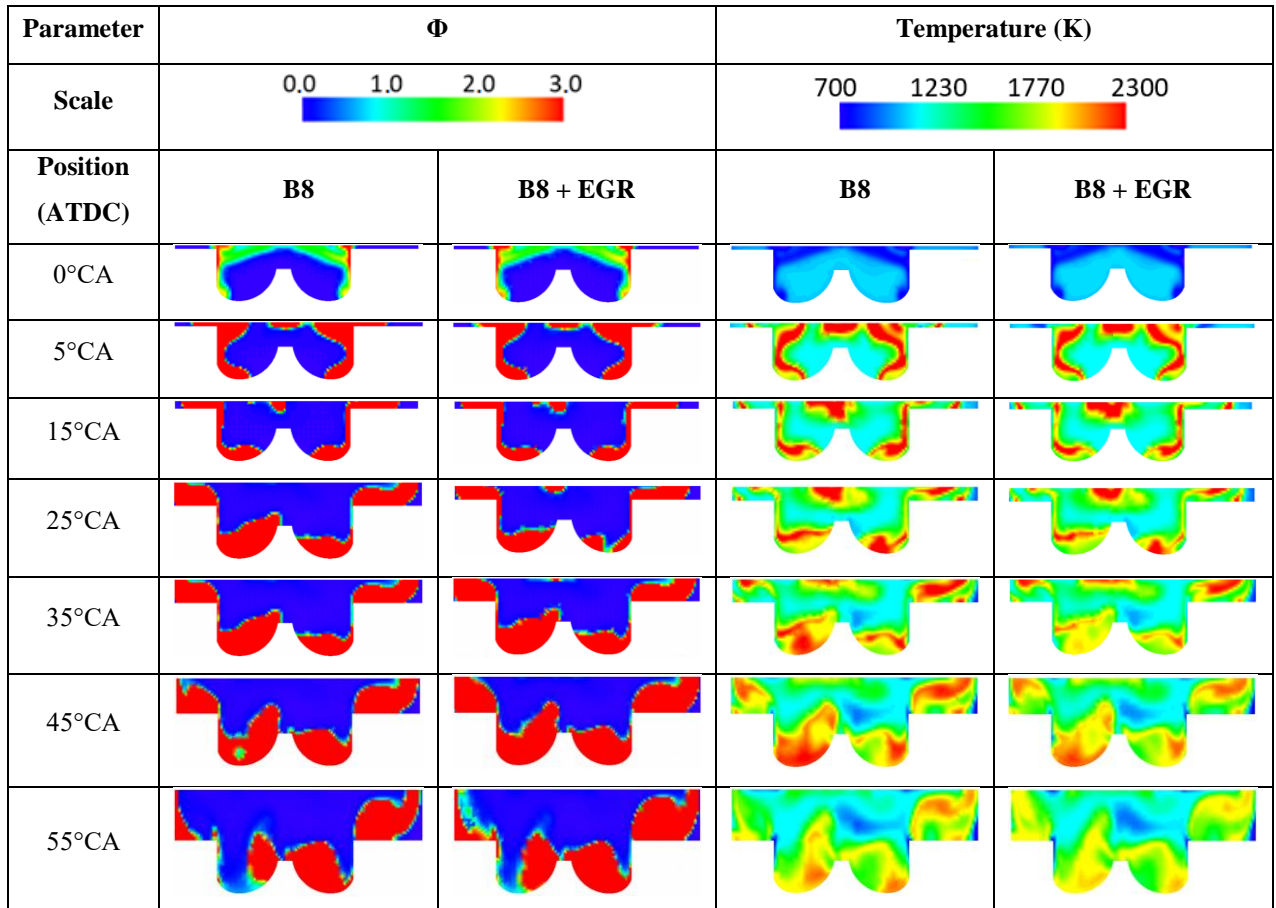 Parameter Φ Temperature (K)
Scale 0.0 1.0 2.0 3.0 700 1230 1770 2300
Position
(ATDC) B8 B8 + EGR B8 B8 + EGR
0°CA
5°CA
15°CA
25°CA
35°CA
45°CA
55°CA